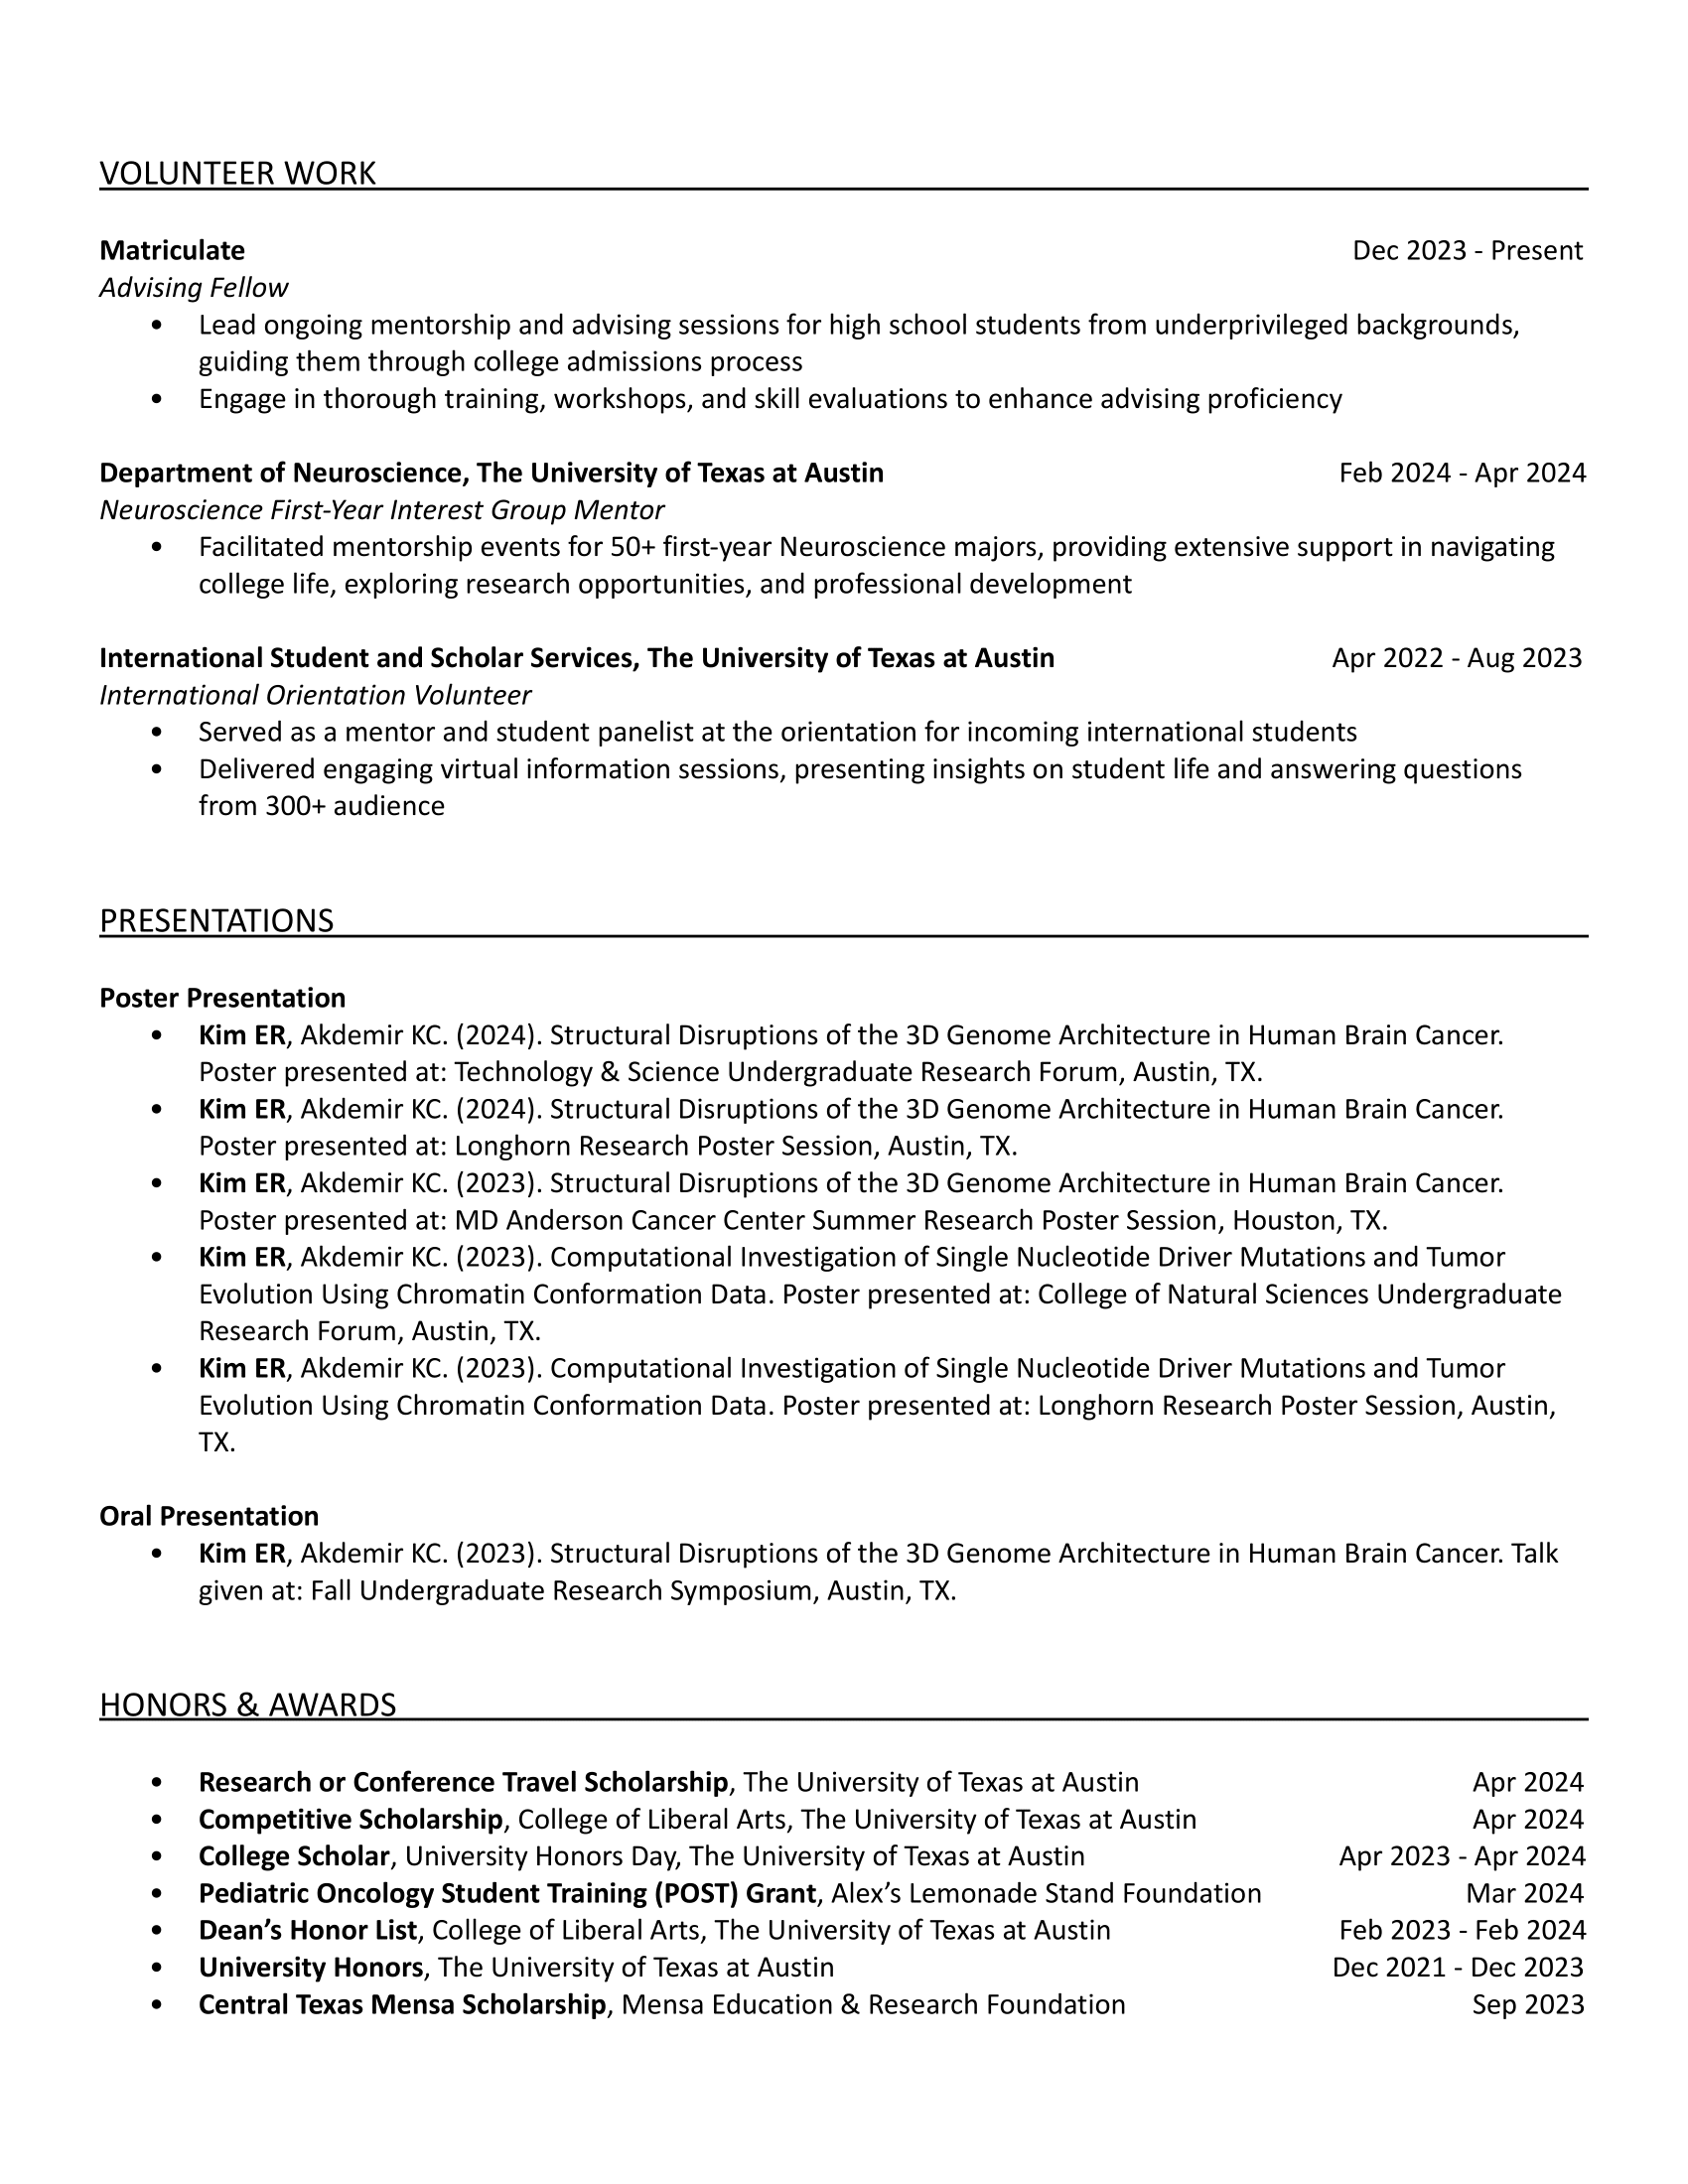 VOLUNTEER WORK
Matriculate Dec 2023 - Present
Advising Fellow
• Lead ongoing mentorship and advising sessions for high school students from underprivileged backgrounds,
guiding them through college admissions process
• Engage in thorough training, workshops, and skill evaluations to enhance advising proficiency
Department of Neuroscience, The University of Texas at Austin Feb 2024 - Apr 2024
Neuroscience First-Year Interest Group Mentor
• Facilitated mentorship events for 50+ first-year Neuroscience majors, providing extensive support in navigating
college life, exploring research opportunities, and professional development
International Student and Scholar Services, The University of Texas at Austin Apr 2022 - Aug 2023
International Orientation Volunteer
• Served as a mentor and student panelist at the orientation for incoming international students
• Delivered engaging virtual information sessions, presenting insights on student life and answering questions
from 300+ audience
PRESENTATIONS
Poster Presentation
• Kim ER, Akdemir KC. (2024). Structural Disruptions of the 3D Genome Architecture in Human Brain Cancer.
Poster presented at: Technology & Science Undergraduate Research Forum, Austin, TX.
• Kim ER, Akdemir KC. (2024). Structural Disruptions of the 3D Genome Architecture in Human Brain Cancer.
Poster presented at: Longhorn Research Poster Session, Austin, TX.
• Kim ER, Akdemir KC. (2023). Structural Disruptions of the 3D Genome Architecture in Human Brain Cancer.
Poster presented at: MD Anderson Cancer Center Summer Research Poster Session, Houston, TX.
• Kim ER, Akdemir KC. (2023). Computational Investigation of Single Nucleotide Driver Mutations and Tumor
Evolution Using Chromatin Conformation Data. Poster presented at: College of Natural Sciences Undergraduate
Research Forum, Austin, TX.
• Kim ER, Akdemir KC. (2023). Computational Investigation of Single Nucleotide Driver Mutations and Tumor
Evolution Using Chromatin Conformation Data. Poster presented at: Longhorn Research Poster Session, Austin,
TX.
Oral Presentation
• Kim ER, Akdemir KC. (2023). Structural Disruptions of the 3D Genome Architecture in Human Brain Cancer. Talk
given at: Fall Undergraduate Research Symposium, Austin, TX.
HONORS & AWARDS
• Research or Conference Travel Scholarship, The University of Texas at Austin Apr 2024
• Competitive Scholarship, College of Liberal Arts, The University of Texas at Austin Apr 2024
• College Scholar, University Honors Day, The University of Texas at Austin Apr 2023 - Apr 2024
• Pediatric Oncology Student Training (POST) Grant, Alex’s Lemonade Stand Foundation Mar 2024
• Dean’s Honor List, College of Liberal Arts, The University of Texas at Austin Feb 2023 - Feb 2024
• University Honors, The University of Texas at Austin Dec 2021 - Dec 2023
• Central Texas Mensa Scholarship, Mensa Education & Research Foundation Sep 2023